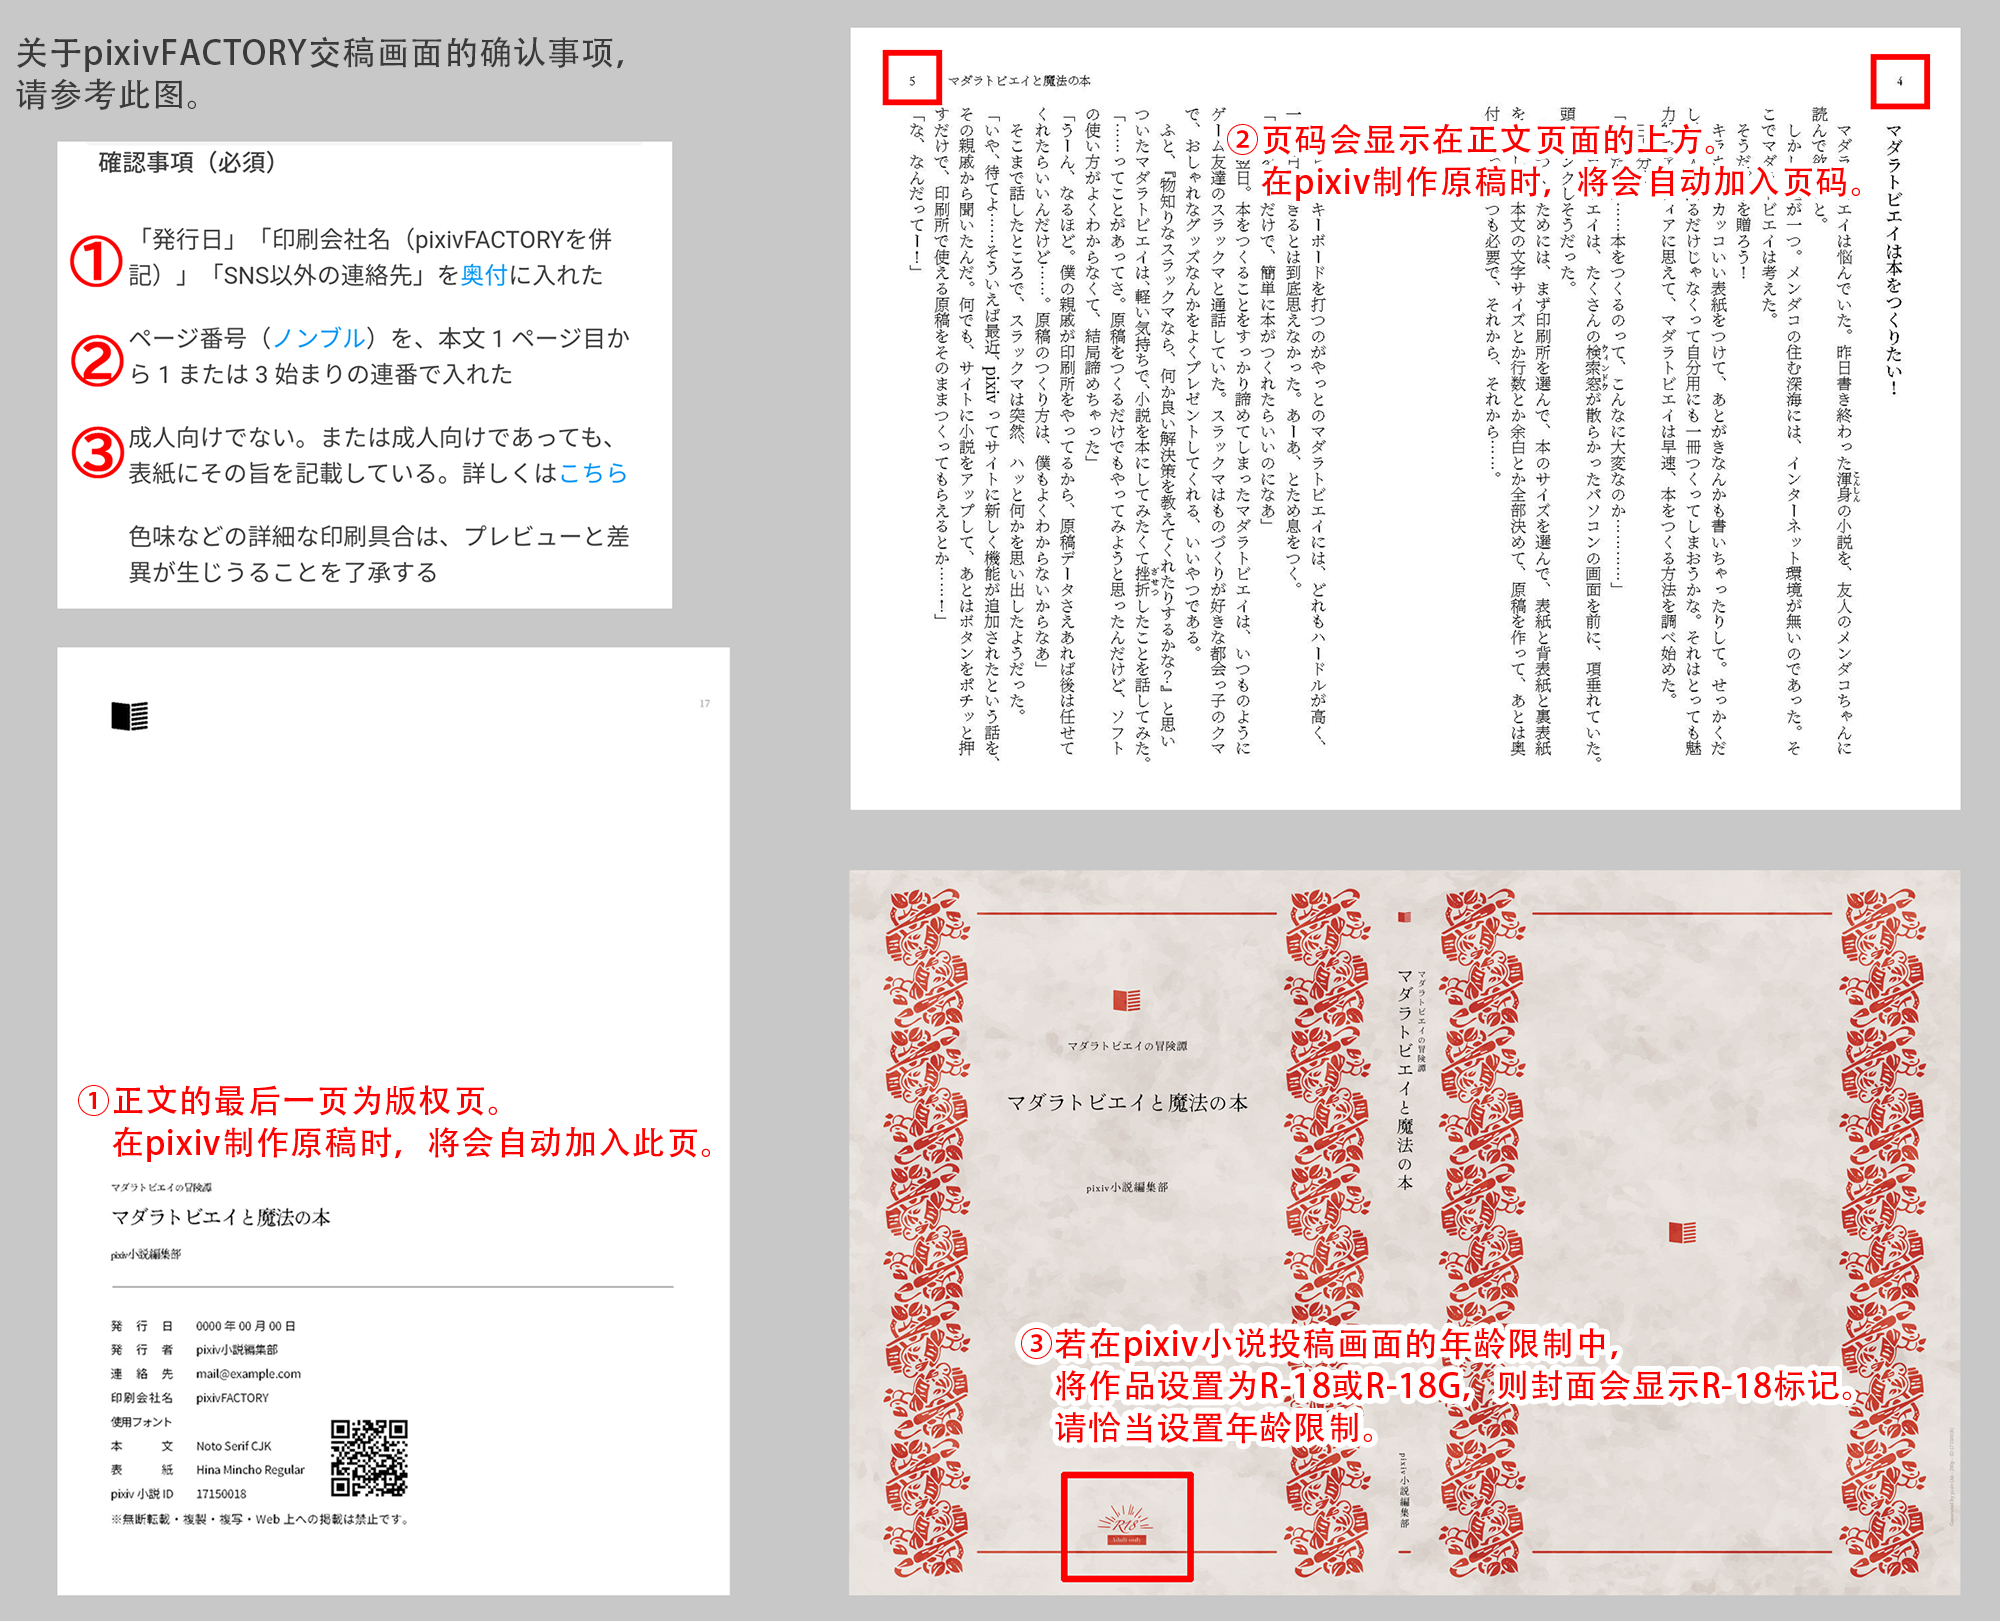 关于pixivFACTORY交稿画面的确认事项,
请参考此图。
確認事項（必須）
①
「発行日」「印刷会社名（pixivFACTORYを併
記）」「SNS以外の連絡先」を奥付に入れた
②
ページ番号（ノンブル）を、本文１ページ目か
ら１または３始まりの連番で入れた
③
成人向けでない。または成人向けであっても、
表紙にその旨を記載している。詳しくはこちら
色味などの詳細な印刷具合は、プレビューと差
異が生じうることを了承する
17
①正文的最后一页为版权页。
在pixiv制作原稿时，将会自动加入此页。
マダラトビエイの冒険譚
マダラトビエイと魔法の本
pixiv小説編集部
発行日 0000 年 00 月 00 日
発行者 pixiv小説編集部
連絡先 mail@example.com
印刷会社名 pixivFACTORY
使用フォント
本文 Noto Serif CJK
表紙 Hina Mincho Regular
pixiv 小説 ID 17150018
※無断転載・複製・複写・Web 上への掲載は禁止です。
4
マダラトビエイは本をつくりたい！
マダラトビエイは悩んでいた。昨日書き終わった渾身の小説を、友人のメンダコちゃんに
こんしん
読んで欲 と。
しか が一つ。メンダコの住む深海には、インターネット環境が無いのであった。そ
こでマダ ビエイは考えた。
そうだ を贈ろう！
キラ カッコいい表紙をつけて、あとがきなんかも書いちゃったりして。せっかくだ
し、 るだけじゃなくって自分用にも一冊つくってしまおうかな。それはとっても魅
力 ィアに思えて、マダラトビエイは早速、本をつくる方法を調べ始めた。
「 ……本をつくるのって、こんなに大変なのか…………」
エイは、たくさんの検索窓が散らかったパソコンの画面を前に、項垂れていた。
ウィンドウ
頭 ンクしそうだった。
つ ためには、まず印刷所を選んで、本のサイズを選んで、表紙と背表紙と裏表紙
を 本文の文字サイズとか行数とか余白とか全部決めて、原稿を作って、あとは奥
付 つも必要で、それから、それから……。
5
マダラトビエイと魔法の本
キーボードを打つのがやっとのマダラトビエイには、どれもハードルが高く、
一 きるとは到底思えなかった。あーあ、とため息をつく。
「 だけで、簡単に本がつくれたらいいのになあ」
翌日。本をつくることをすっかり諦めてしまったマダラトビエイは、いつものように
ゲーム友達のスラックマと通話していた。スラックマはものづくりが好きな都会っ子のクマ
で、おしゃれなグッズなんかをよくプレゼントしてくれる、いいやつである。
ふと、『物知りなスラックマなら、何か良い解決策を教えてくれたりするかな？』と思い
ついたマダラトビエイは、軽い気持ちで、小説を本にしてみたくて挫折したことを話してみた。
ざせつ
「……ってことがあってさ。原稿をつくるだけでもやってみようと思ったんだけど、ソフト
の使い方がよくわからなくて、結局諦めちゃった」
「うーん、なるほど。僕の親戚が印刷所をやってるから、原稿データさえあれば後は任せて
くれたらいいんだけど……。原稿のつくり方は、僕もよくわからないからなあ」
そこまで話したところで、スラックマは突然、ハッと何かを思い出したようだった。
「いや、待てよ……そういえば最近、pixiv ってサイトに新しく機能が追加されたという話を、
その親戚から聞いたんだ。何でも、サイトに小説をアップして、あとはボタンをポチッと押
すだけで、印刷所で使える原稿をそのままつくってもらえるとか……！」
「な、なんだってー！」
②页码会显示在正文页面的上方。
在pixiv制作原稿时，将会自动加入页码。
マダラトビエイの冒険譚
マダラトビエイと魔法の本
pixiv小説編集部
R18
Adult only
マダラトビエイの冒険譚
マダラトビエイと魔法の本
pixiv小説編集部
③若在pixiv小说投稿画面的年龄限制中,
将作品设置为R-18或R-18G，则封面会显示R-18标记。
请恰当设置年龄限制。